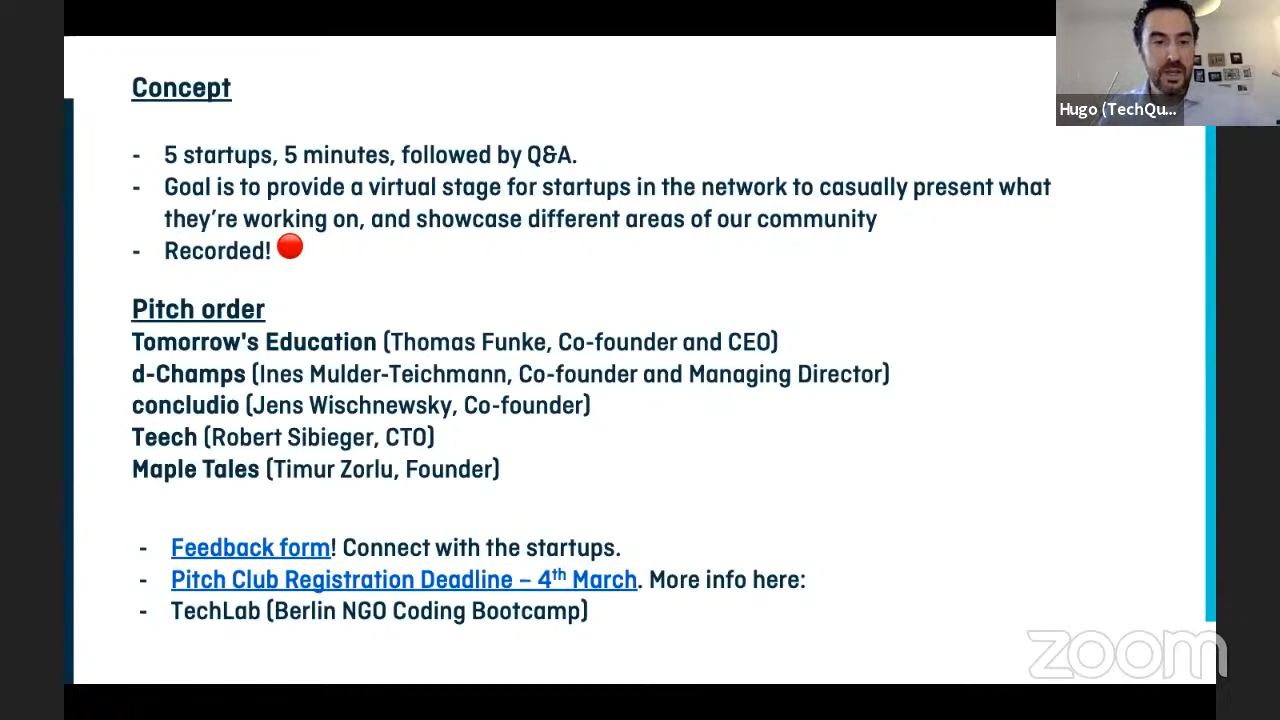 Concept
- 5 startups, 5 minutes, followed by Q&A.
- Goal is to provide a virtual stage for startups in the network to casually present what
they're working on, and showcase different areas of our community
- Recorded!
Pitch order
Tomorrow's Education (Thomas Funke, Co-founder and CEO)
d-Champs (Ines Mulder-Teichmann, Co-founder and Managing Director)
concludio (Jens Wischnewsky, Co-founder)
Teech (Robert Sibieger, CTO)
Maple Tales (Timur Zorlu, Founder)
- Feedback form! Connect with the startups.
- Pitch Club Registration Deadline – 4th March. More info here:
- TechLab (Berlin NGO Coding Bootcamp)
Hugo (TechQu...
zoom